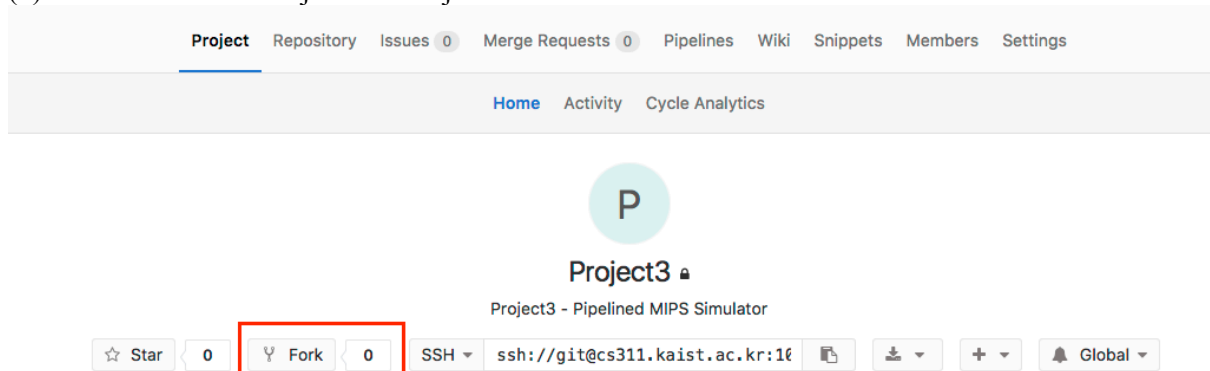 Project Repository Issues 0 Merge Requests 0 Pipelines Wiki Snippets Members Settings
Home Activity Cycle Analytics
P
Project3
Project3 - Pipelined MIPS Simulator
Star 0 Fork 0 SSH ssh://git@cs311.kaist.ac.kr:10 Global